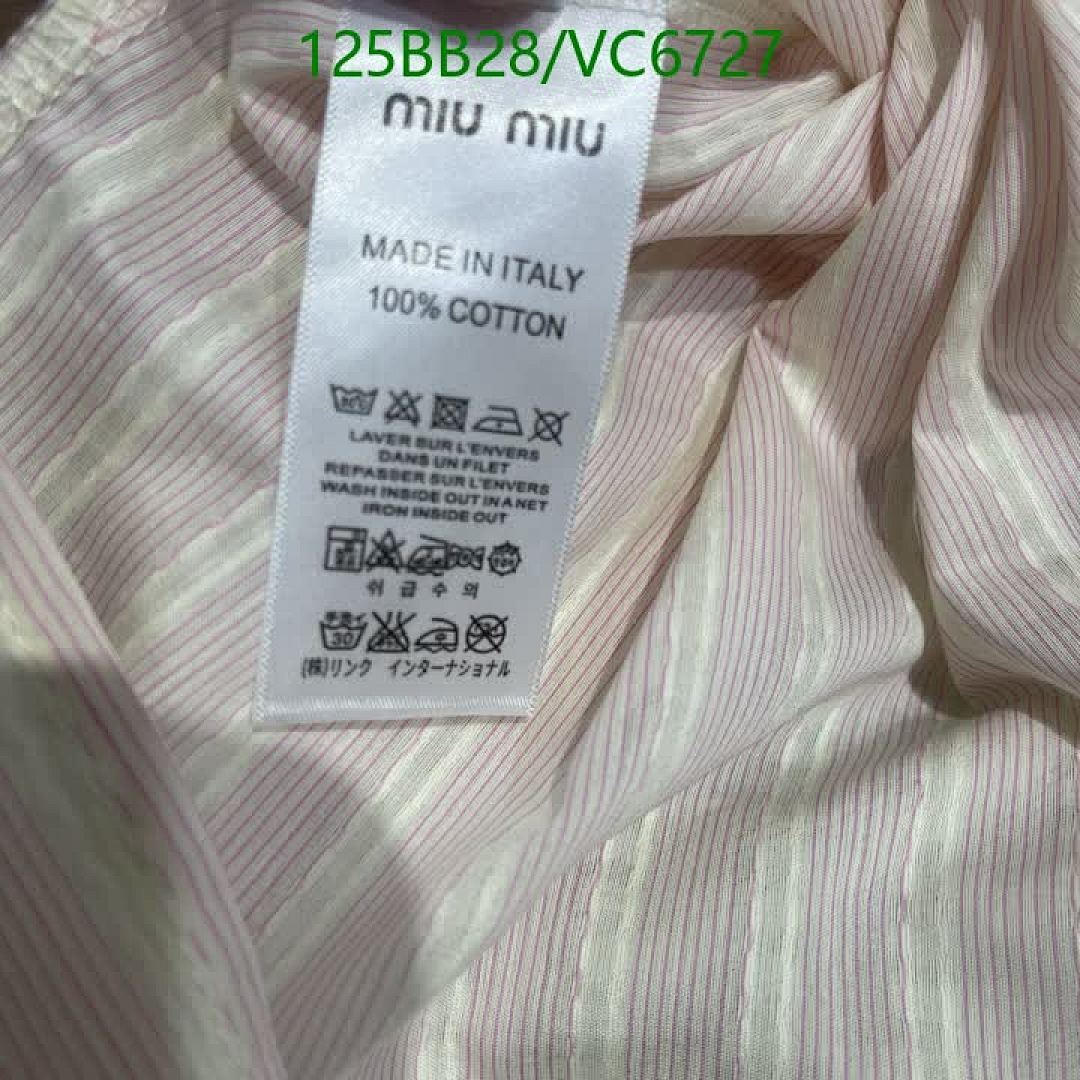 125BB28/VC6727
miu miu
MADE IN ITALY
100% COTTON
LAVER SUR L'ENVERS
DANS UN FILET
REPASSER SUR L'ENVERS
WASH INSIDE OUT IN A NET
IRON INSIDE OUT
취급수의
30
(株)リンク インターナショナル